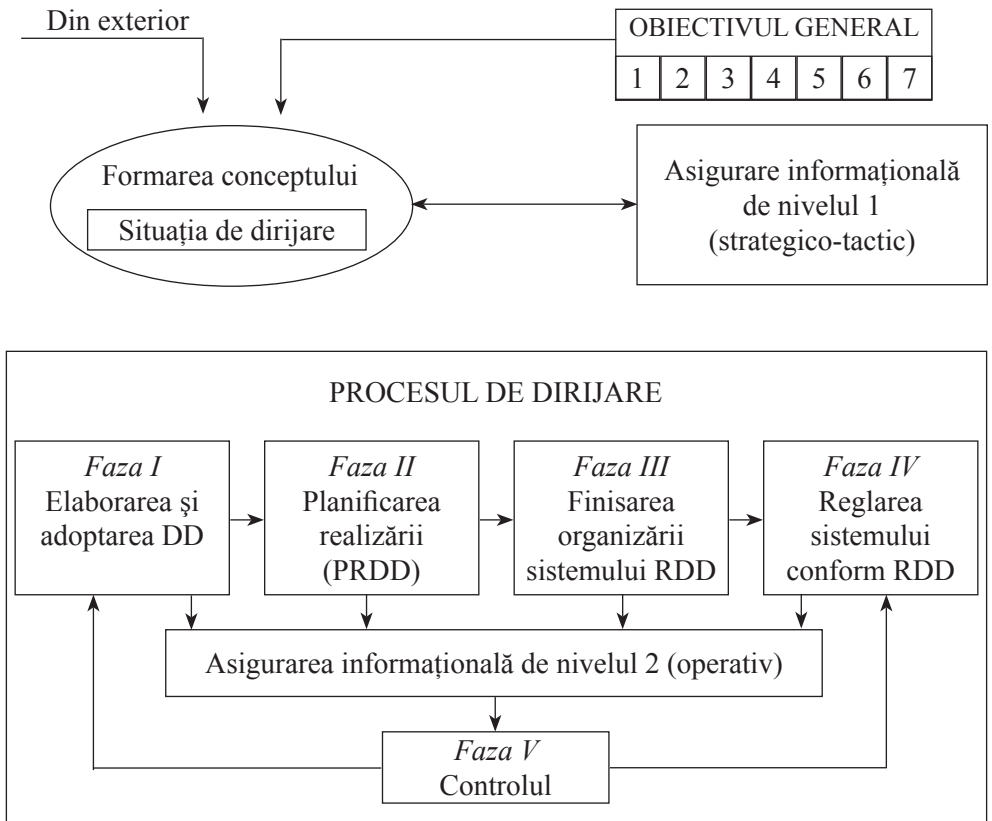 Din exterior
OBIECTIVUL GENERAL
1 2 3 4 5 6 7
Formarea conceptului
Situația de dirijare
Asigurare informațională
de nivelul 1
(strategico-tactic)
PROCESUL DE DIRIJARE
Faza I
Elaborarea şi
adoptarea DD
Faza II
Planificarea
realizării
(PRDD)
Faza III
Finisarea
organizării
sistemului RDD
Faza IV
Reglarea
sistemului
conform RDD
Asigurarea informațională de nivelul 2 (operativ)
Faza V
Controlul